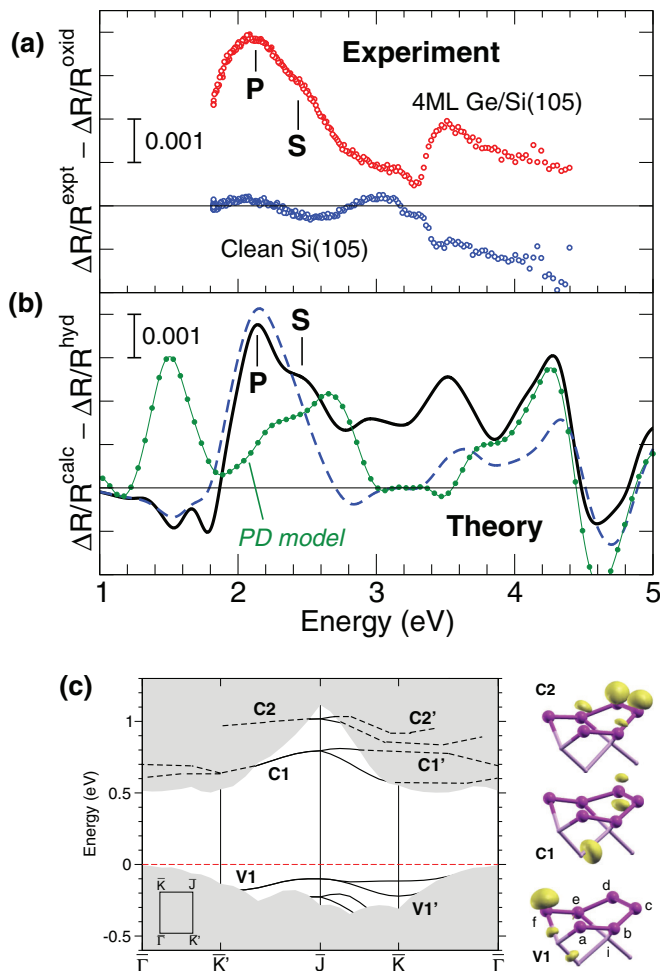 (a)
Experiment
P
S
4ML Ge/Si(105)
0.001
Clean Si(105)
ΔR/R^expt − ΔR/R^oxid
(b)
0.001
S
P
PD model
Theory
ΔR/R^calc − ΔR/R^hyd
1 2 3 4 5
Energy (eV)
(c)
C2
C2'
C1
C1'
V1
V1'
1
0.5
0
-0.5
Energy (eV)
K̄ J̄
Γ̄ K̄'
Γ̄ K̄' J̄ K̄ Γ̄
C2
C1
d
e
c
f
a
b
V1
i